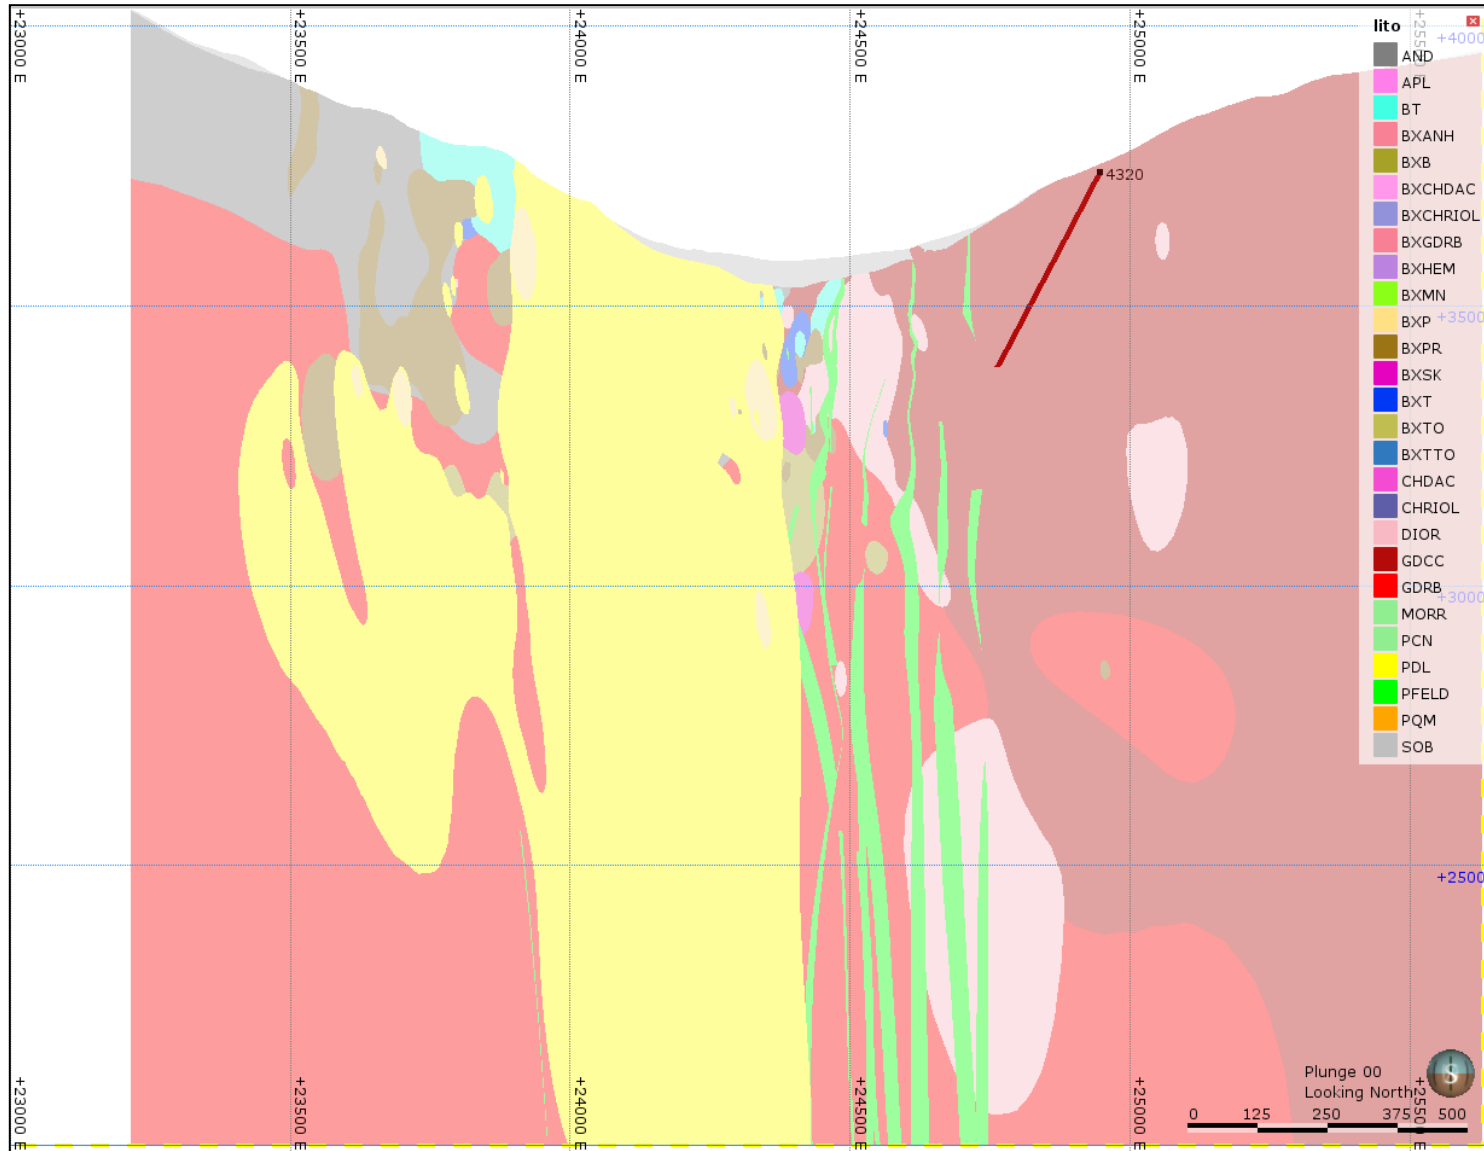 +23000 E
+23500 E
+24000 E
+24500 E
+25000 E
+25500 E
+4000
lito
AND
APL
BT
BXANH
BXB
BXCHDAC
BXCHRIOL
BXGDRB
BXHEM
BXMN
BXP
BXPR
BXSK
BXT
BXTO
BXTTO
CHDAC
CHRIOL
DIOR
GDCC
GDRB
MORR
PCN
PDL
PFELD
PQM
SOB
4320
+3500
+3000
+2500
Plunge 00
Looking North
S
0 125 250 375 500
+23000 E
+23500 E
+24000 E
+24500 E
+25000 E
+25500 E